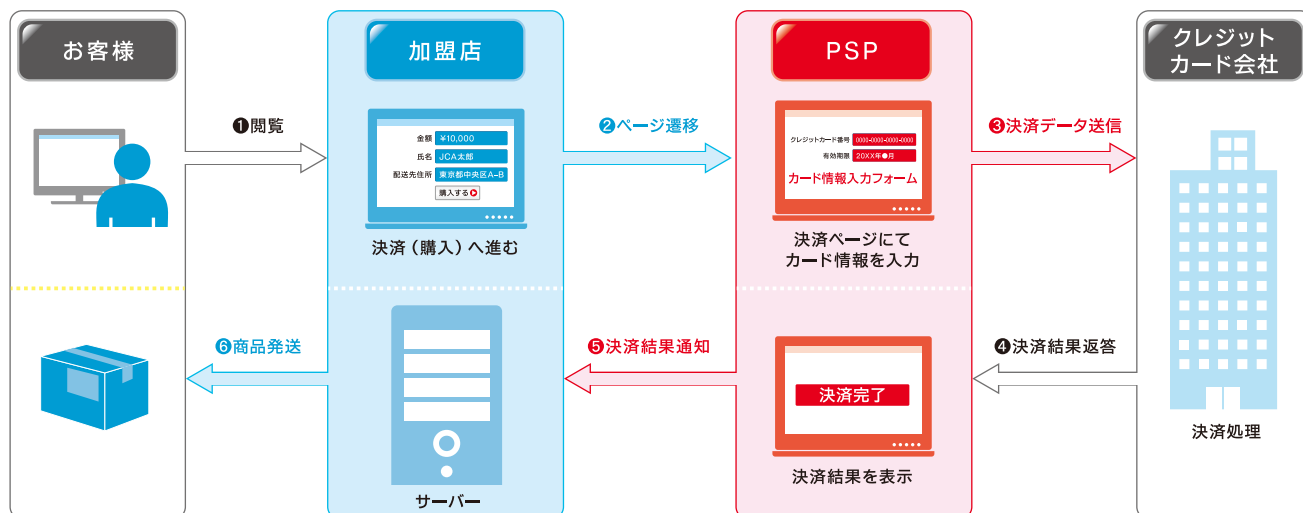 お客様
加盟店
PSP
クレジット
カード会社
❶閲覧
❷ページ遷移
❸決済データ送信
金額 ¥10,000
氏名 JCA太郎
配送先住所 東京都中央区A-B
購入する
クレジットカード番号 0000-0000-0000-0000
有効期限 20XX年●月
カード情報入力フォーム
決済（購入）へ進む
決済ページにて
カード情報を入力
❻商品発送
❺決済結果通知
❹決済結果返答
決済完了
決済処理
決済結果を表示
サーバー